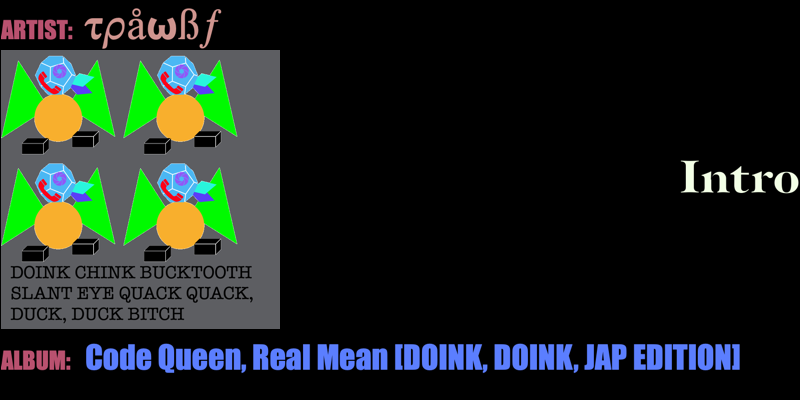 ARTIST: τρåωßƒ
Intro
DOINK CHINK BUCKTOOTH
SLANT EYE QUACK QUACK,
DUCK, DUCK BITCH
ALBUM: Code Queen, Real Mean [DOINK, DOINK, JAP EDITION]